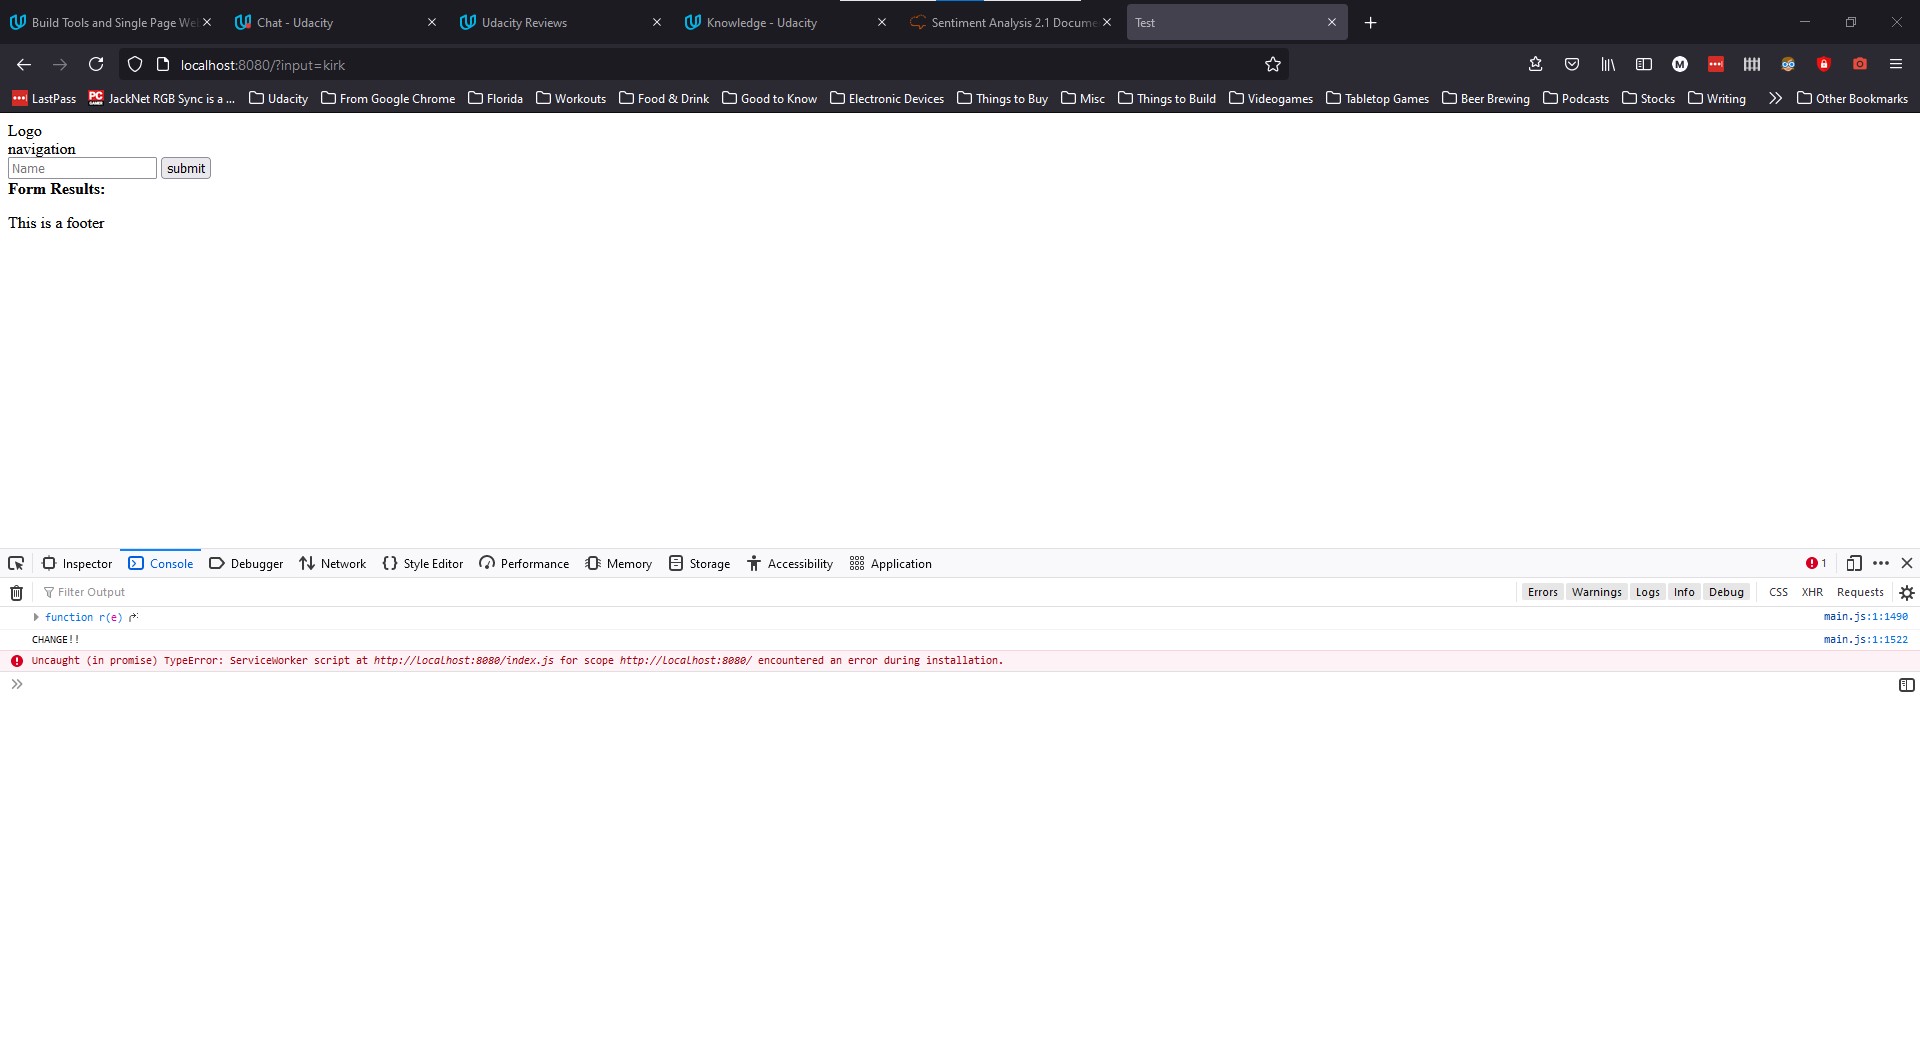 Build Tools and Single Page We
Chat - Udacity
Udacity Reviews
Knowledge - Udacity
Sentiment Analysis 2.1 Docume
Test
localhost:8080/?input=kirk
LastPass
JackNet RGB Sync is a ...
Udacity
From Google Chrome
Florida
Workouts
Food & Drink
Good to Know
Electronic Devices
Things to Buy
Misc
Things to Build
Videogames
Tabletop Games
Beer Brewing
Podcasts
Stocks
Writing
Other Bookmarks
Logo
navigation
Name submit
Form Results:
This is a footer
Inspector Console Debugger Network Style Editor Performance Memory Storage Accessibility Application 1
Filter Output Errors Warnings Logs Info Debug CSS XHR Requests
function r(e) main.js:1:1490
CHANGE!! main.js:1:1522
Uncaught (in promise) TypeError: ServiceWorker script at http://localhost:8080/index.js for scope http://localhost:8080/ encountered an error during installation.